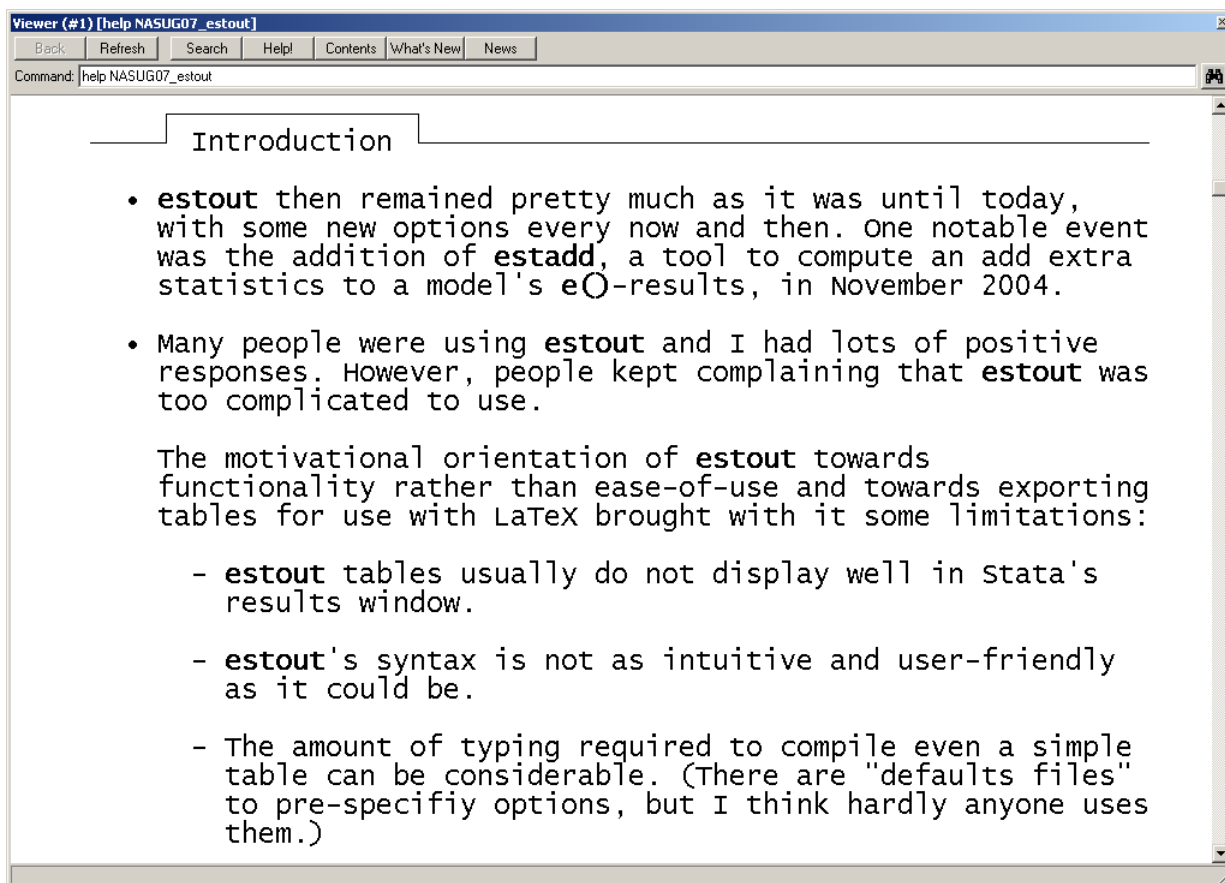 Viewer (#1) [help NASUG07_estout]
Back Refresh Search Help! Contents What's New News
Command: help NASUG07_estout
Introduction
• estout then remained pretty much as it was until today,
with some new options every now and then. One notable event
was the addition of estadd, a tool to compute an add extra
statistics to a model's e()-results, in November 2004.
• Many people were using estout and I had lots of positive
responses. However, people kept complaining that estout was
too complicated to use.
The motivational orientation of estout towards
functionality rather than ease-of-use and towards exporting
tables for use with LaTeX brought with it some limitations:
- estout tables usually do not display well in Stata's
results window.
- estout's syntax is not as intuitive and user-friendly
as it could be.
- The amount of typing required to compile even a simple
table can be considerable. (There are "defaults files"
to pre-specifiy options, but I think hardly anyone uses
them.)